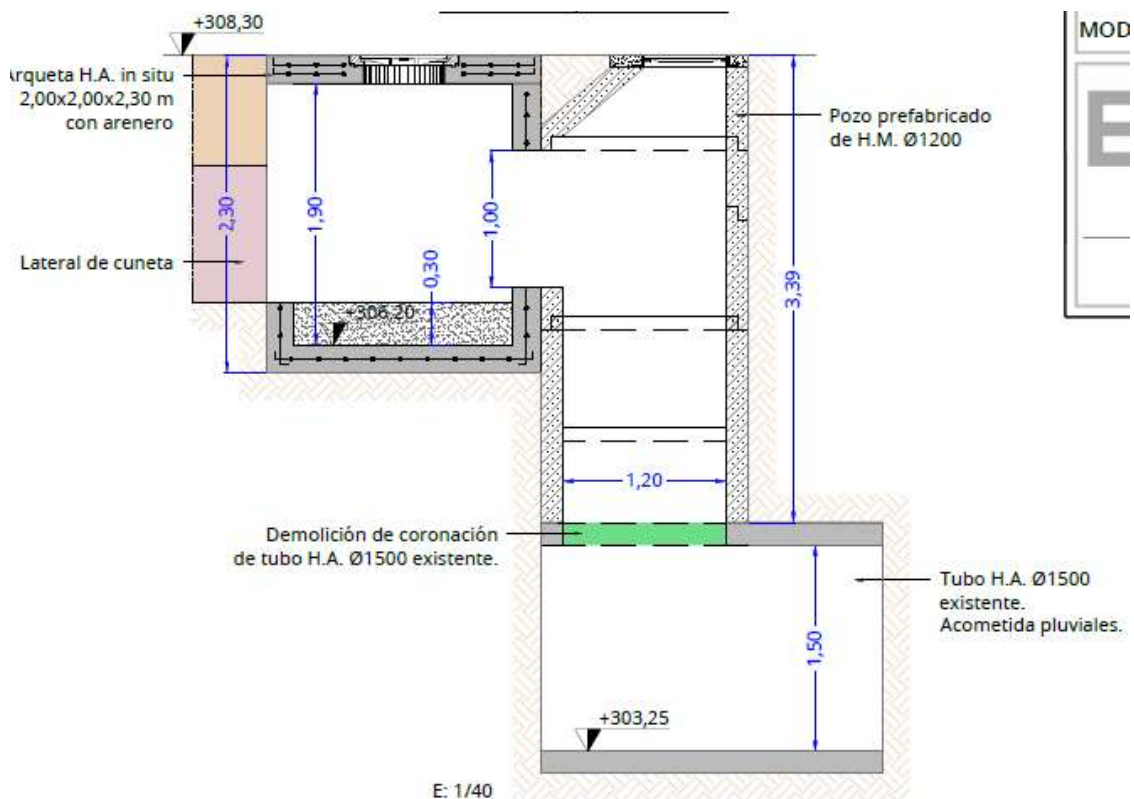 +308,30
MOD
Arqueta H.A. in situ
2,00x2,00x2,30 m
con arenero
Pozo prefabricado
de H.M. Ø1200
E
2,30
1,90
1,00
0,30
3,39
Lateral de cuneta
+306,20
1,20
Demolición de coronación
de tubo H.A. Ø1500 existente.
Tubo H.A. Ø1500
existente.
Acometida pluviales.
1,50
+303,25
E: 1/40